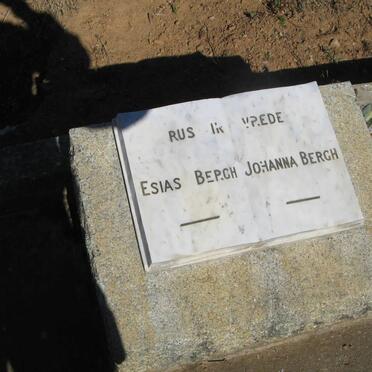 RUS IN VREDE
ESIAS BERGH JOHANNA BERGH